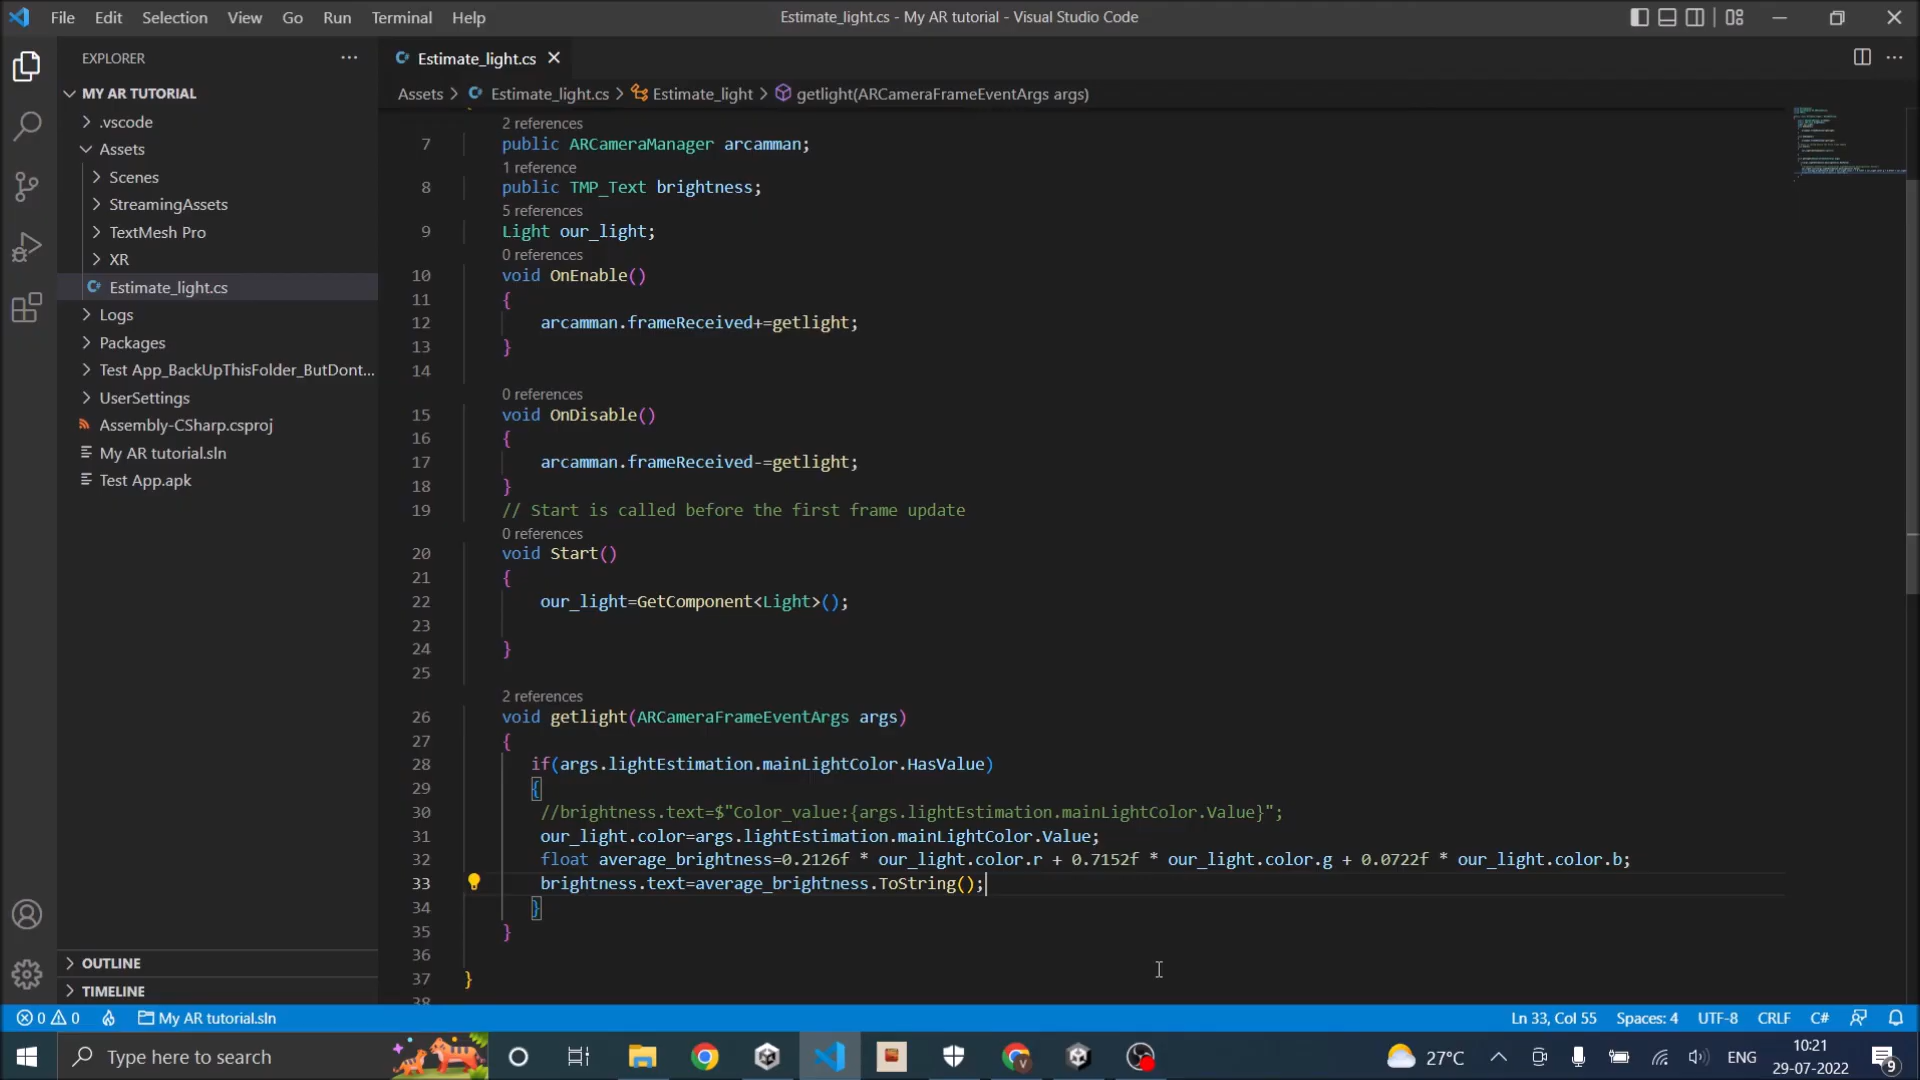 File Edit Selection View Go Run Terminal Help
Estimate_light.cs - My AR tutorial - Visual Studio Code
EXPLORER
MY AR TUTORIAL
.vscode
Assets
Scenes
StreamingAssets
TextMesh Pro
XR
Estimate_light.cs
Logs
Packages
Test App_BackUpThisFolder_ButDont...
UserSettings
Assembly-CSharp.csproj
My AR tutorial.sln
Test App.apk
OUTLINE
TIMELINE
Estimate_light.cs
Assets > Estimate_light.cs > Estimate_light > getlight(ARCameraFrameEventArgs args)
2 references
7 public ARCameraManager arcamman;
1 reference
8 public TMP_Text brightness;
5 references
9 Light our_light;
0 references
10 void OnEnable()
11 {
12 arcamman.frameReceived+=getlight;
13 }
14
0 references
15 void OnDisable()
16 {
17 arcamman.frameReceived-=getlight;
18 }
19 // Start is called before the first frame update
0 references
20 void Start()
21 {
22 our_light=GetComponent<Light>();
23
24 }
25
2 references
26 void getlight(ARCameraFrameEventArgs args)
27 {
28 if(args.lightEstimation.mainLightColor.HasValue)
29 {
30 //brightness.text=$"Color_value:{args.lightEstimation.mainLightColor.Value}";
31 our_light.color=args.lightEstimation.mainLightColor.Value;
32 float average_brightness=0.2126f * our_light.color.r + 0.7152f * our_light.color.g + 0.0722f * our_light.color.b;
33 brightness.text=average_brightness.ToString();
34 }
35 }
36
37 }
38
0 0 My AR tutorial.sln
Ln 33, Col 55 Spaces: 4 UTF-8 CRLF C#
Type here to search
27°C
ENG
10:21
29-07-2022
9